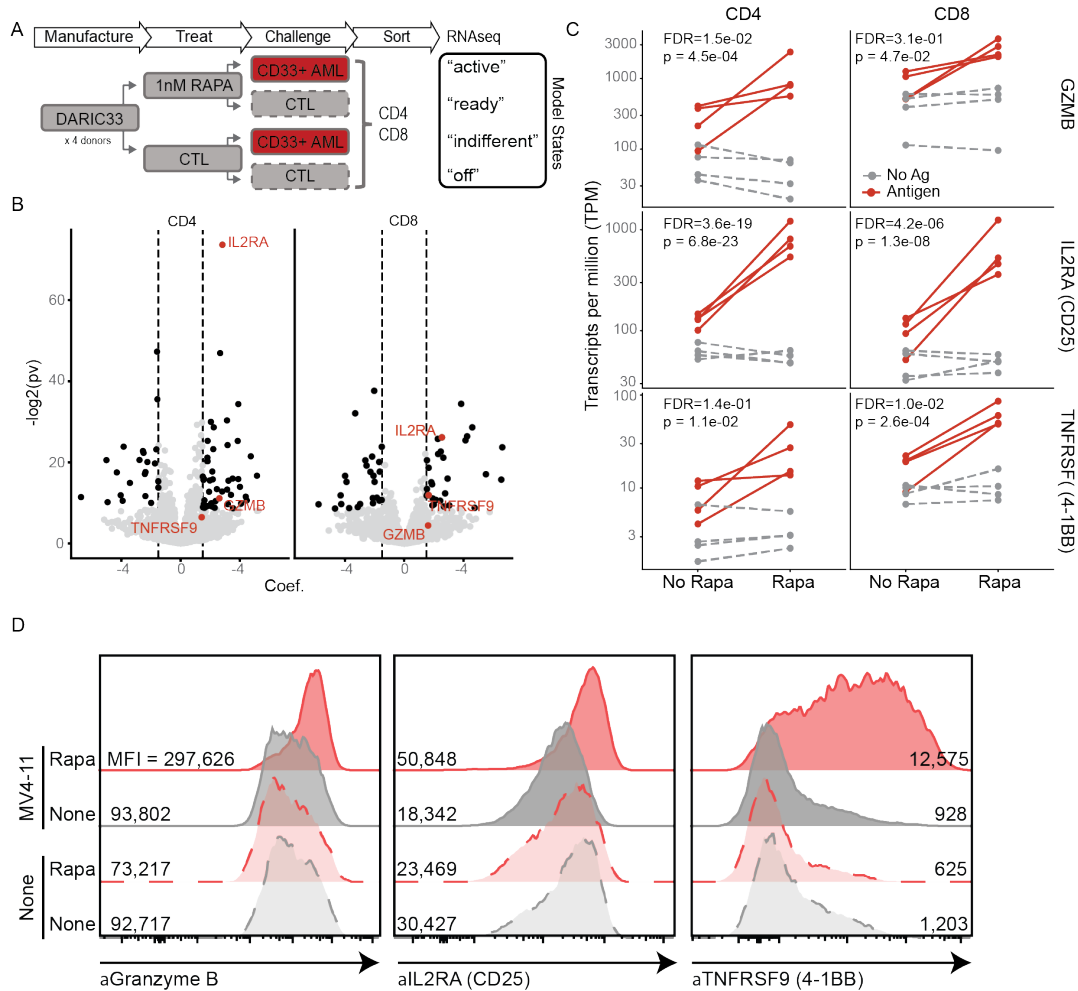 A
Manufacture
Treat
Challenge
Sort
RNAseq
DARIC33
x 4 donors
1nM RAPA
CTL
CD33+ AML
CTL
CD33+ AML
CTL
CD4
CD8
“active”
“ready”
“indifferent”
“off”
Model States
B
CD4
CD8
-log2(pv)
60
40
20
0
IL2RA
GZMB
TNFRSF9
IL2RA
TNFRSF9
GZMB
-4
0
-4
-4
0
-4
Coef.
C
CD4
CD8
Transcripts per million (TPM)
3000
1000
300
100
30
FDR=1.5e-02
p = 4.5e-04
FDR=3.1e-01
p = 4.7e-02
No Ag
Antigen
GZMB
1000
300
100
30
FDR=3.6e-19
p = 6.8e-23
FDR=4.2e-06
p = 1.3e-08
IL2RA (CD25)
100
30
10
3
FDR=1.4e-01
p = 1.1e-02
FDR=1.0e-02
p = 2.6e-04
TNFRSF( (4-1BB)
No Rapa
Rapa
No Rapa
Rapa
D
MV4-11
None
Rapa
None
Rapa
None
MFI = 297,626
93,802
73,217
92,717
50,848
18,342
23,469
30,427
12,575
928
625
1,203
aGranzyme B
aIL2RA (CD25)
aTNFRSF9 (4-1BB)